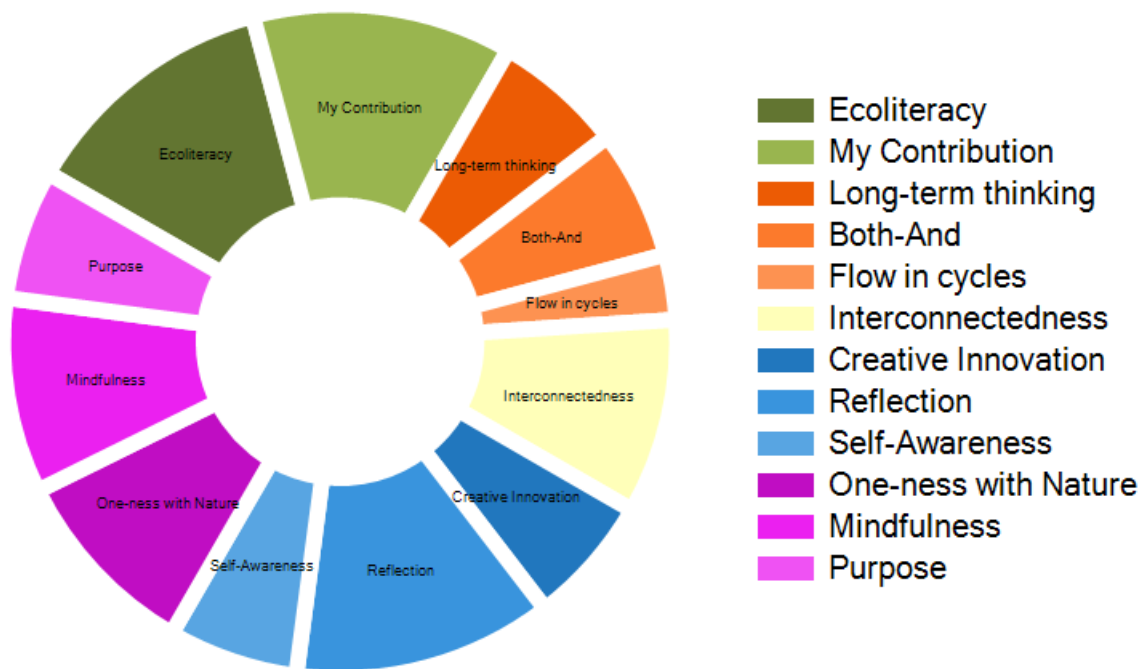 My Contribution
Ecoliteracy
Long-term thinking
Both-And
Purpose
Flow in cycles
Mindfulness
Interconnectedness
Creative Innovation
One-ness with Nature
Self-Awareness
Reflection
Ecoliteracy
My Contribution
Long-term thinking
Both-And
Flow in cycles
Interconnectedness
Creative Innovation
Reflection
Self-Awareness
One-ness with Nature
Mindfulness
Purpose